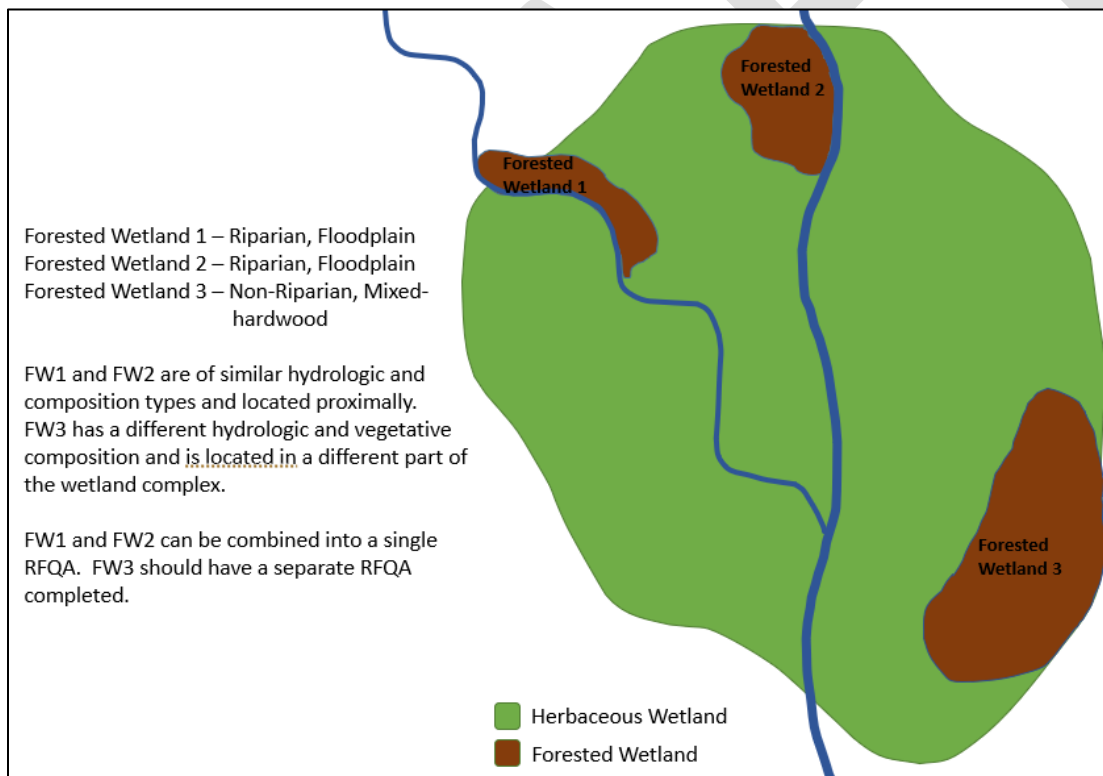 Forested
Wetland 2
Forested
Wetland 1
Forested Wetland 1 – Riparian, Floodplain
Forested Wetland 2 – Riparian, Floodplain
Forested Wetland 3 – Non-Riparian, Mixed-
hardwood
FW1 and FW2 are of similar hydrologic and
composition types and located proximally.
FW3 has a different hydrologic and vegetative
composition and is located in a different part of
the wetland complex.
FW1 and FW2 can be combined into a single
RFQA.  FW3 should have a separate RFQA
completed.
Forested
Wetland 3
Herbaceous Wetland
Forested Wetland